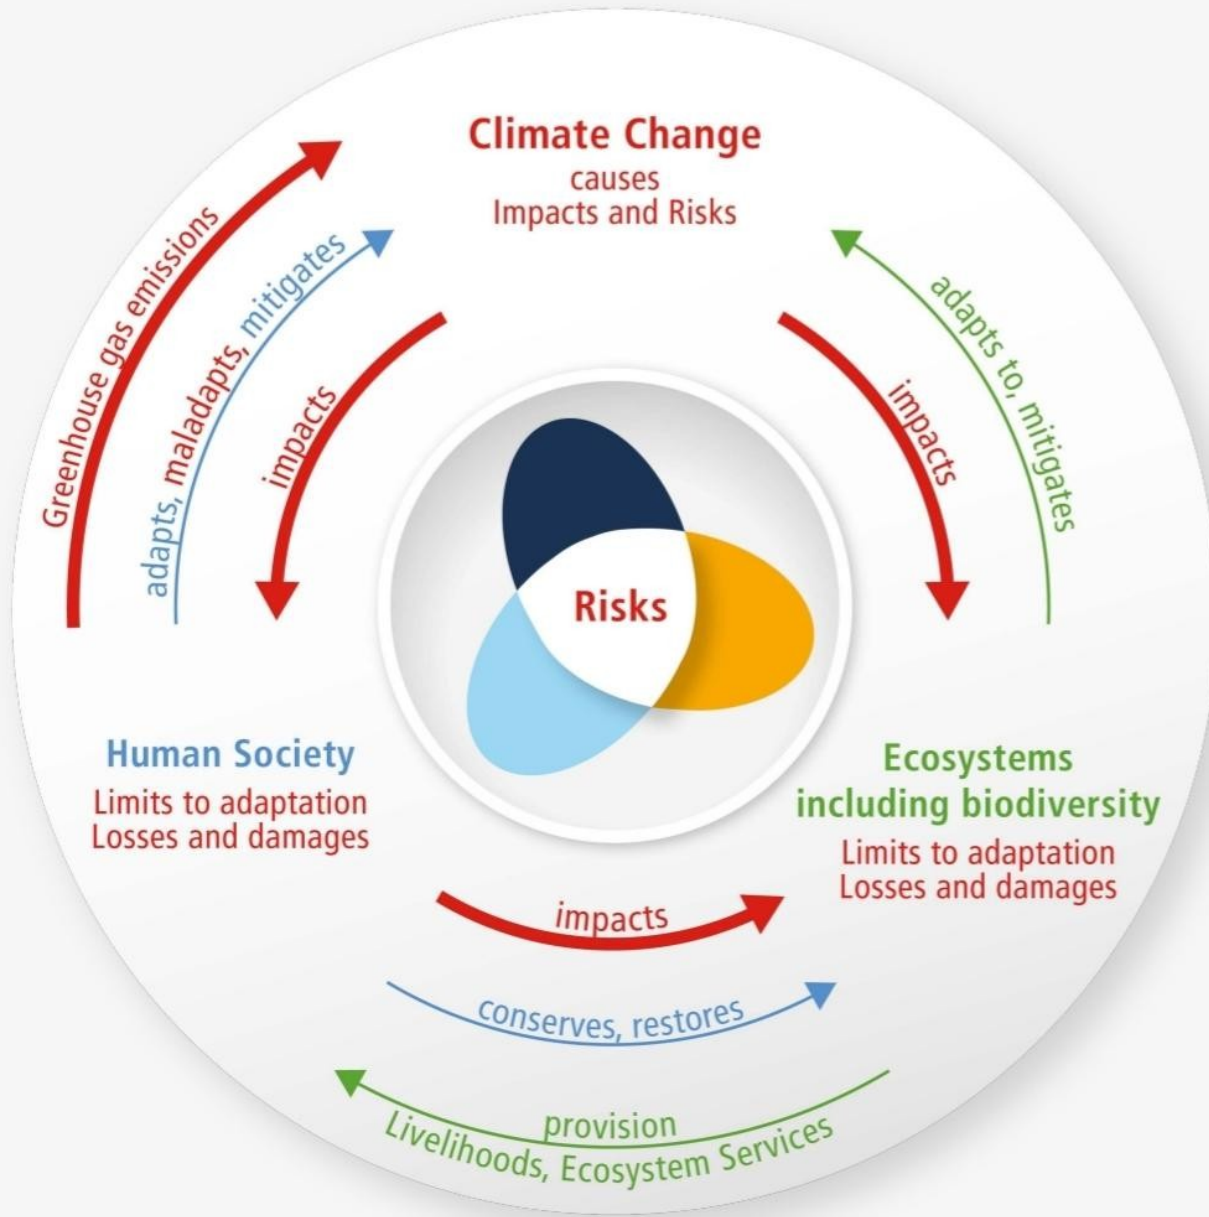 Climate Change
causes
Impacts and Risks
Greenhouse gas emissions
adapts, maladapts, mitigates
impacts
impacts
adapts to, mitigates
Risks
Human Society
Limits to adaptation
Losses and damages
Ecosystems
including biodiversity
Limits to adaptation
Losses and damages
impacts
conserves, restores
provision
Livelihoods, Ecosystem Services